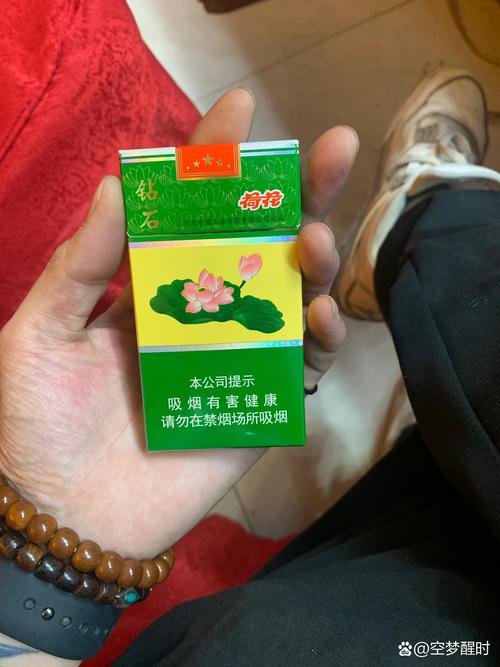 钻石
荷花
本公司提示
吸烟有害健康
请勿在禁烟场所吸烟
@空梦醒时